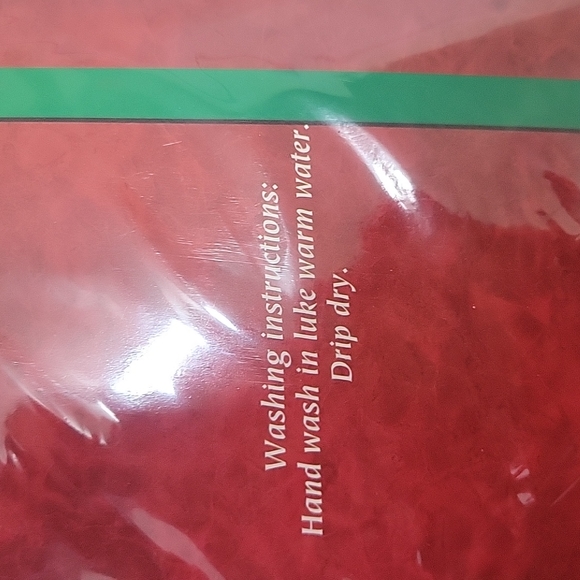 Washing instructions:
Hand wash in luke warm water.
Drip dry.